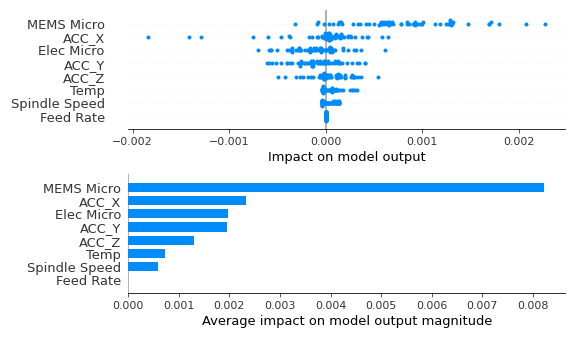 MEMS Micro
ACC_X
Elec Micro
ACC_Y
ACC_Z
Temp
Spindle Speed
Feed Rate
−0.002 −0.001 0.000 0.001 0.002
Impact on model output
MEMS Micro
ACC_X
Elec Micro
ACC_Y
ACC_Z
Temp
Spindle Speed
Feed Rate
0.000 0.001 0.002 0.003 0.004 0.005 0.006 0.007 0.008
Average impact on model output magnitude